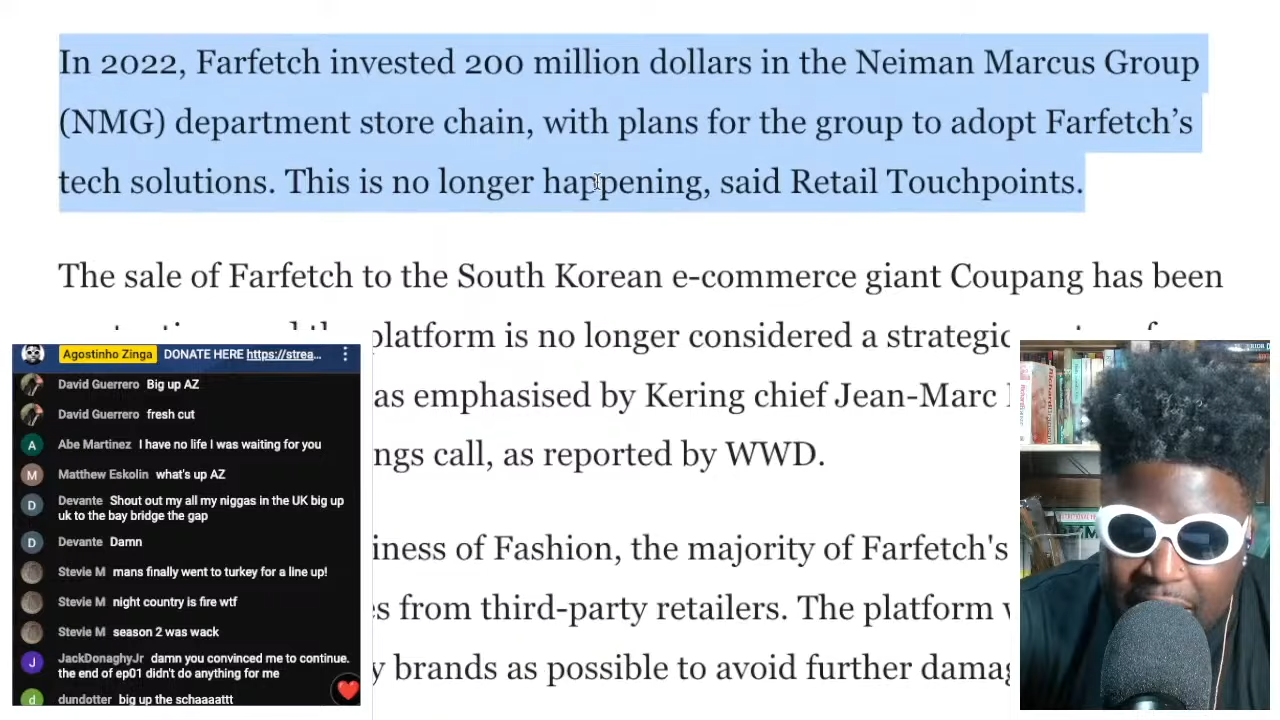 In 2022, Farfetch invested 200 million dollars in the Neiman Marcus Group
(NMG) department store chain, with plans for the group to adopt Farfetch’s
tech solutions. This is no longer happening, said Retail Touchpoints.
The sale of Farfetch to the South Korean e-commerce giant Coupang has been
platform is no longer considered a strategic
as emphasised by Kering chief Jean-Marc
ngs call, as reported by WWD.
iness of Fashion, the majority of Farfetch's
es from third-party retailers. The platform
y brands as possible to avoid further damag
Agostinho Zinga DONATE HERE https://strea...
David Guerrero Big up AZ
David Guerrero fresh cut
A Abe Martinez I have no life I was waiting for you
M Matthew Eskolin what's up AZ
D Devante Shout out my all my niggas in the UK big up
uk to the bay bridge the gap
D Devante Damn
Stevie M mans finally went to turkey for a line up!
Stevie M night country is fire wtf
Stevie M season 2 was wack
J JackDonaghyJr damn you convinced me to continue.
the end of ep01 didn't do anything for me
d dundotter big up the schaaaattt